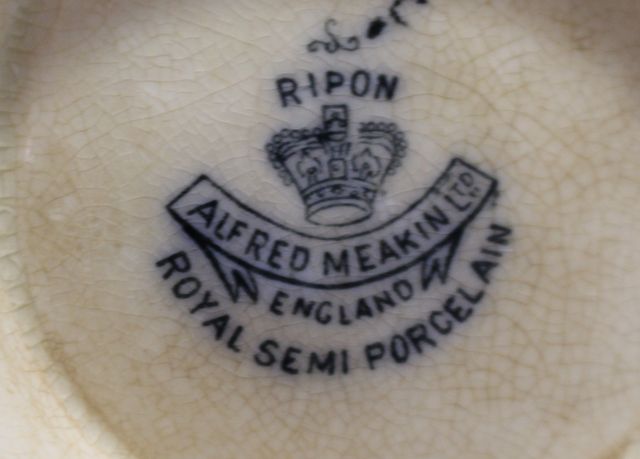 RIPON
ALFRED MEAKIN LTD.
ENGLAND
ROYAL SEMI PORCELAIN